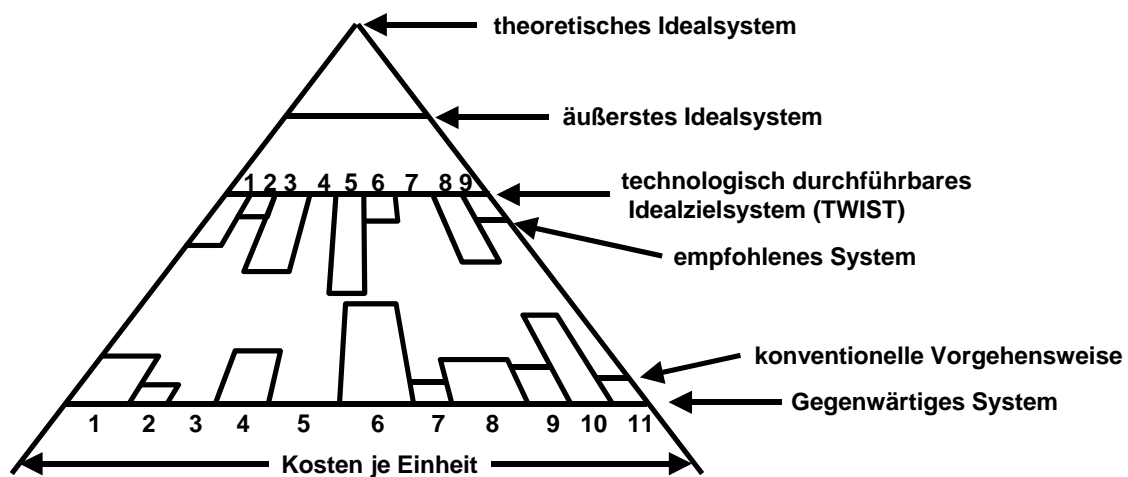 theoretisches Idealsystem
äußerstes Idealsystem
1 2 3 4 5 6 7 8 9
technologisch durchführbares
Idealzielsystem (TWIST)
empfohlenes System
konventionelle Vorgehensweise
Gegenwärtiges System
1 2 3 4 5 6 7 8 9 10 11
Kosten je Einheit